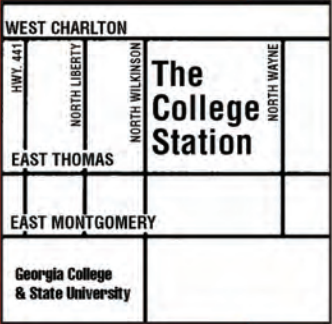 WEST CHARLTON
HWY. 441
NORTH LIBERTY
NORTH WILKINSON
The
College
Station
NORTH WAYNE
EAST THOMAS
EAST MONTGOMERY
Georgia College
& State University